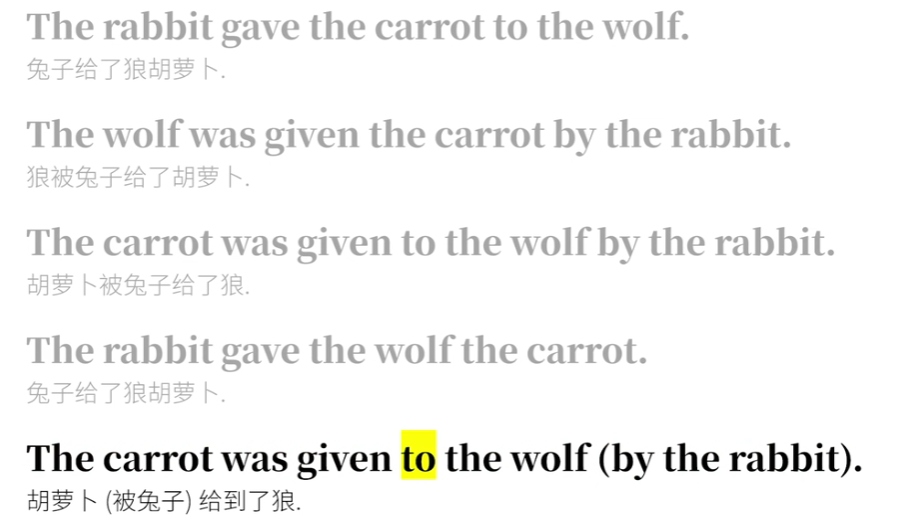 The rabbit gave the carrot to the wolf.
兔子给了狼胡萝卜.
The wolf was given the carrot by the rabbit.
狼被兔子给了胡萝卜.
The carrot was given to the wolf by the rabbit.
胡萝卜被兔子给了狼.
The rabbit gave the wolf the carrot.
兔子给了狼胡萝卜.
The carrot was given to the wolf (by the rabbit).
胡萝卜 (被兔子) 给到了狼.